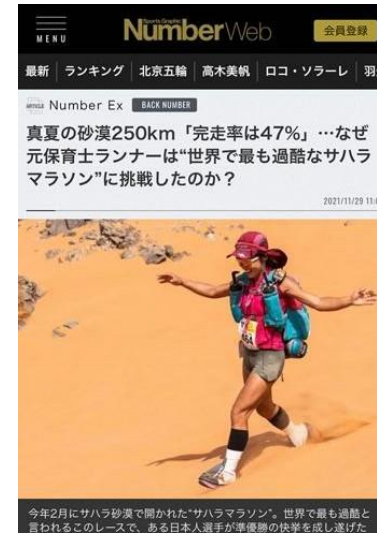 Sports Graphic
NumberWeb
MENU
会員登録
最新 ランキング 北京五輪 高木美帆 ロコ・ソラーレ 羽
ARTICLE Number Ex BACK NUMBER
真夏の砂漠250km「完走率は47%」…なぜ
元保育士ランナーは“世界で最も過酷なサハラ
マラソン”に挑戦したのか？
2021/11/29 11:0
今年2月にサハラ砂漠で開かれた“サハラマラソン”。世界で最も過酷と
言われるこのレースで、ある日本人選手が準優勝の快挙を成し遂げた